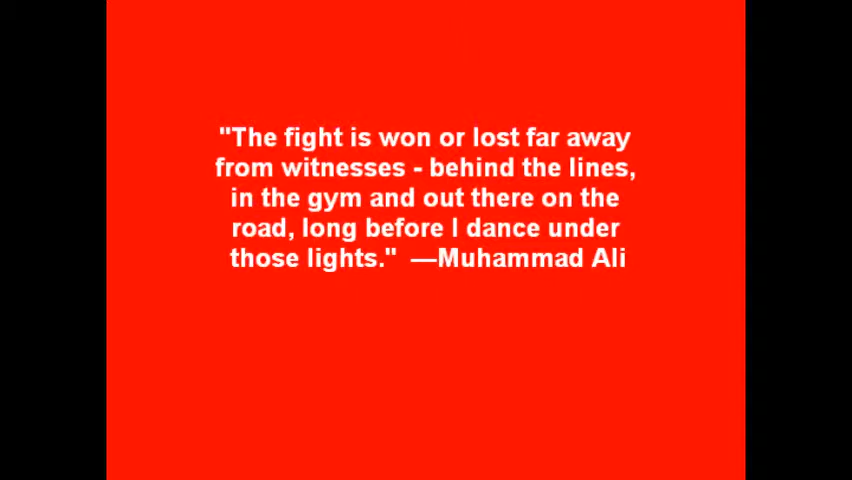 "The fight is won or lost far away
from witnesses - behind the lines,
in the gym and out there on the
road, long before I dance under
those lights."  —Muhammad Ali